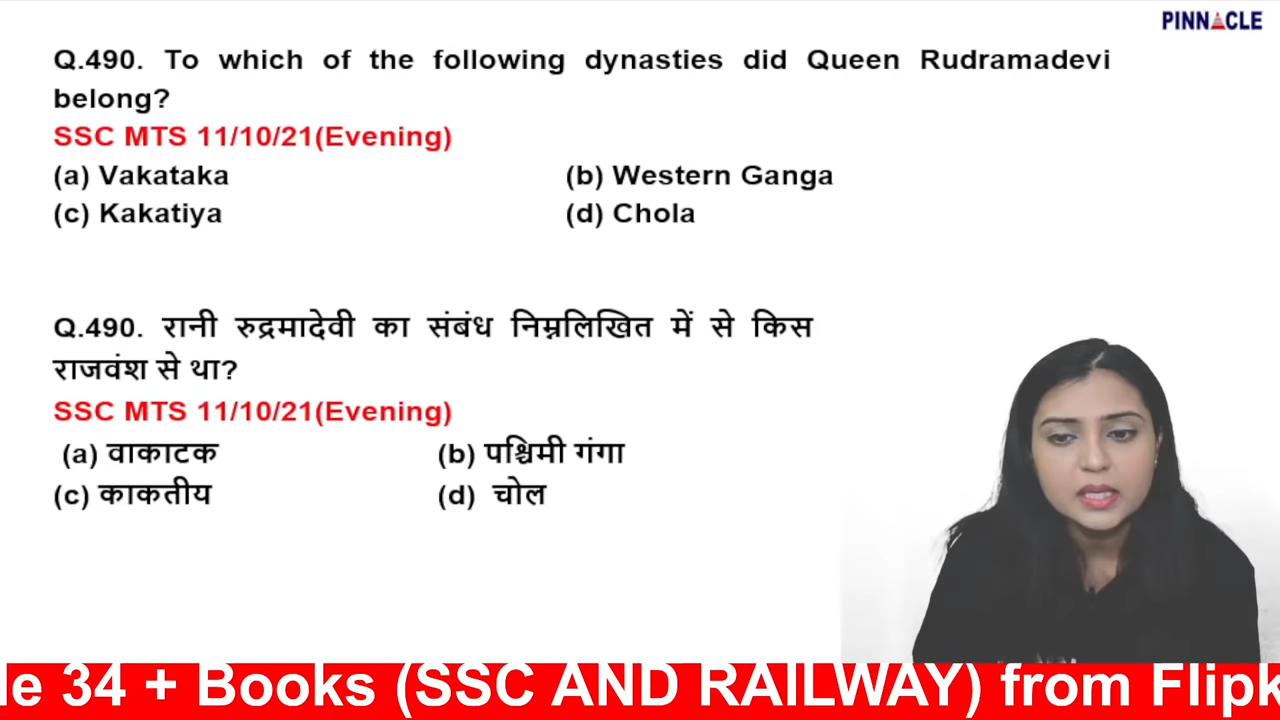 PINNACLE
Q.490. To which of the following dynasties did Queen Rudramadevi
belong?
SSC MTS 11/10/21(Evening)
(a) Vakataka (b) Western Ganga
(c) Kakatiya (d) Chola
Q.490. रानी रुद्रमादेवी का संबंध निम्नलिखित में से किस
राजवंश से था?
SSC MTS 11/10/21(Evening)
(a) वाकाटक (b) पश्चिमी गंगा
(c) काकतीय (d) चोल
le 34 + Books (SSC AND RAILWAY) from Flipk